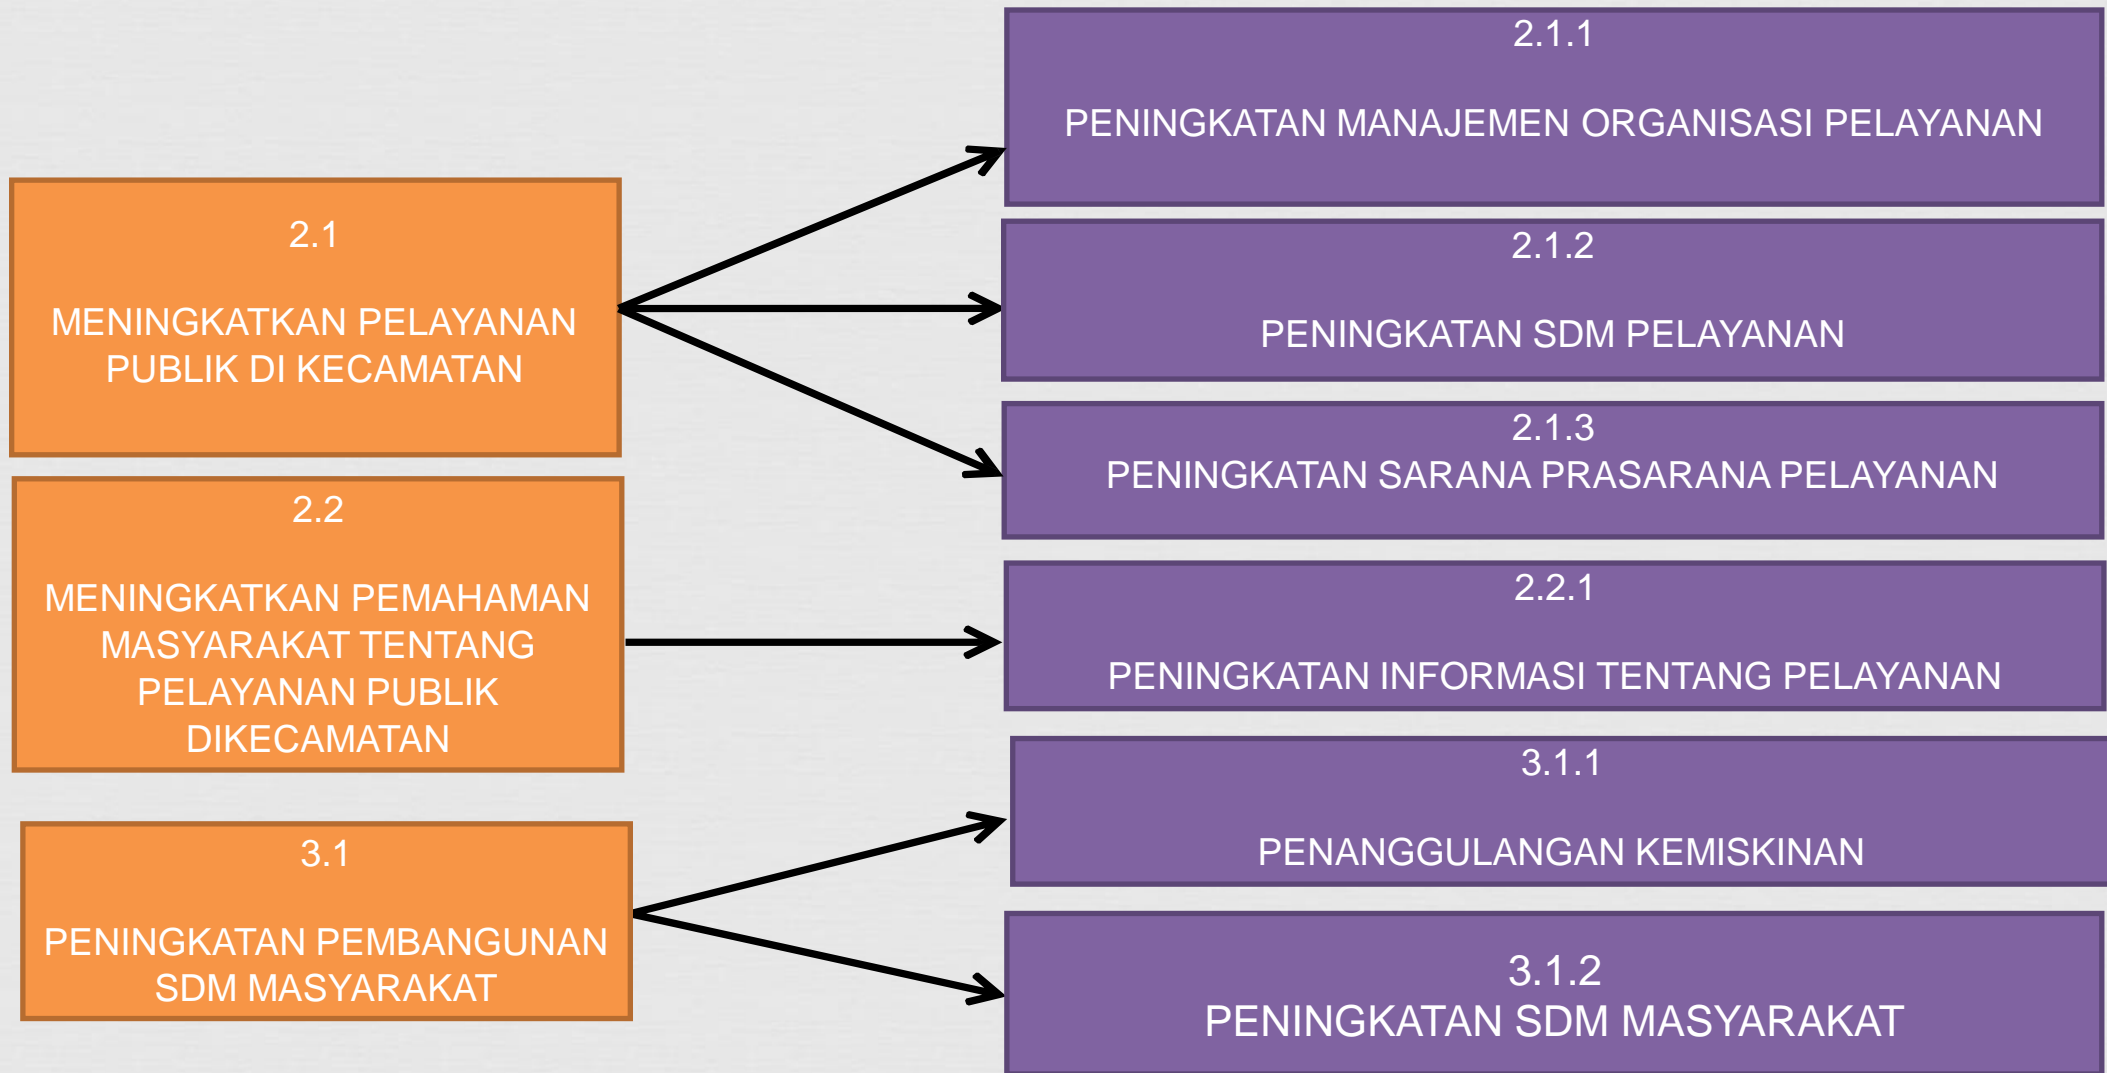 2.1
MENINGKATKAN PELAYANAN
PUBLIK DI KECAMATAN
2.2
MENINGKATKAN PEMAHAMAN
MASYARAKAT TENTANG
PELAYANAN PUBLIK
DIKECAMATAN
3.1
PENINGKATAN PEMBANGUNAN
SDM MASYARAKAT
2.1.1
PENINGKATAN MANAJEMEN ORGANISASI PELAYANAN
2.1.2
PENINGKATAN SDM PELAYANAN
2.1.3
PENINGKATAN SARANA PRASARANA PELAYANAN
2.2.1
PENINGKATAN INFORMASI TENTANG PELAYANAN
3.1.1
PENANGGULANGAN KEMISKINAN
3.1.2
PENINGKATAN SDM MASYARAKAT